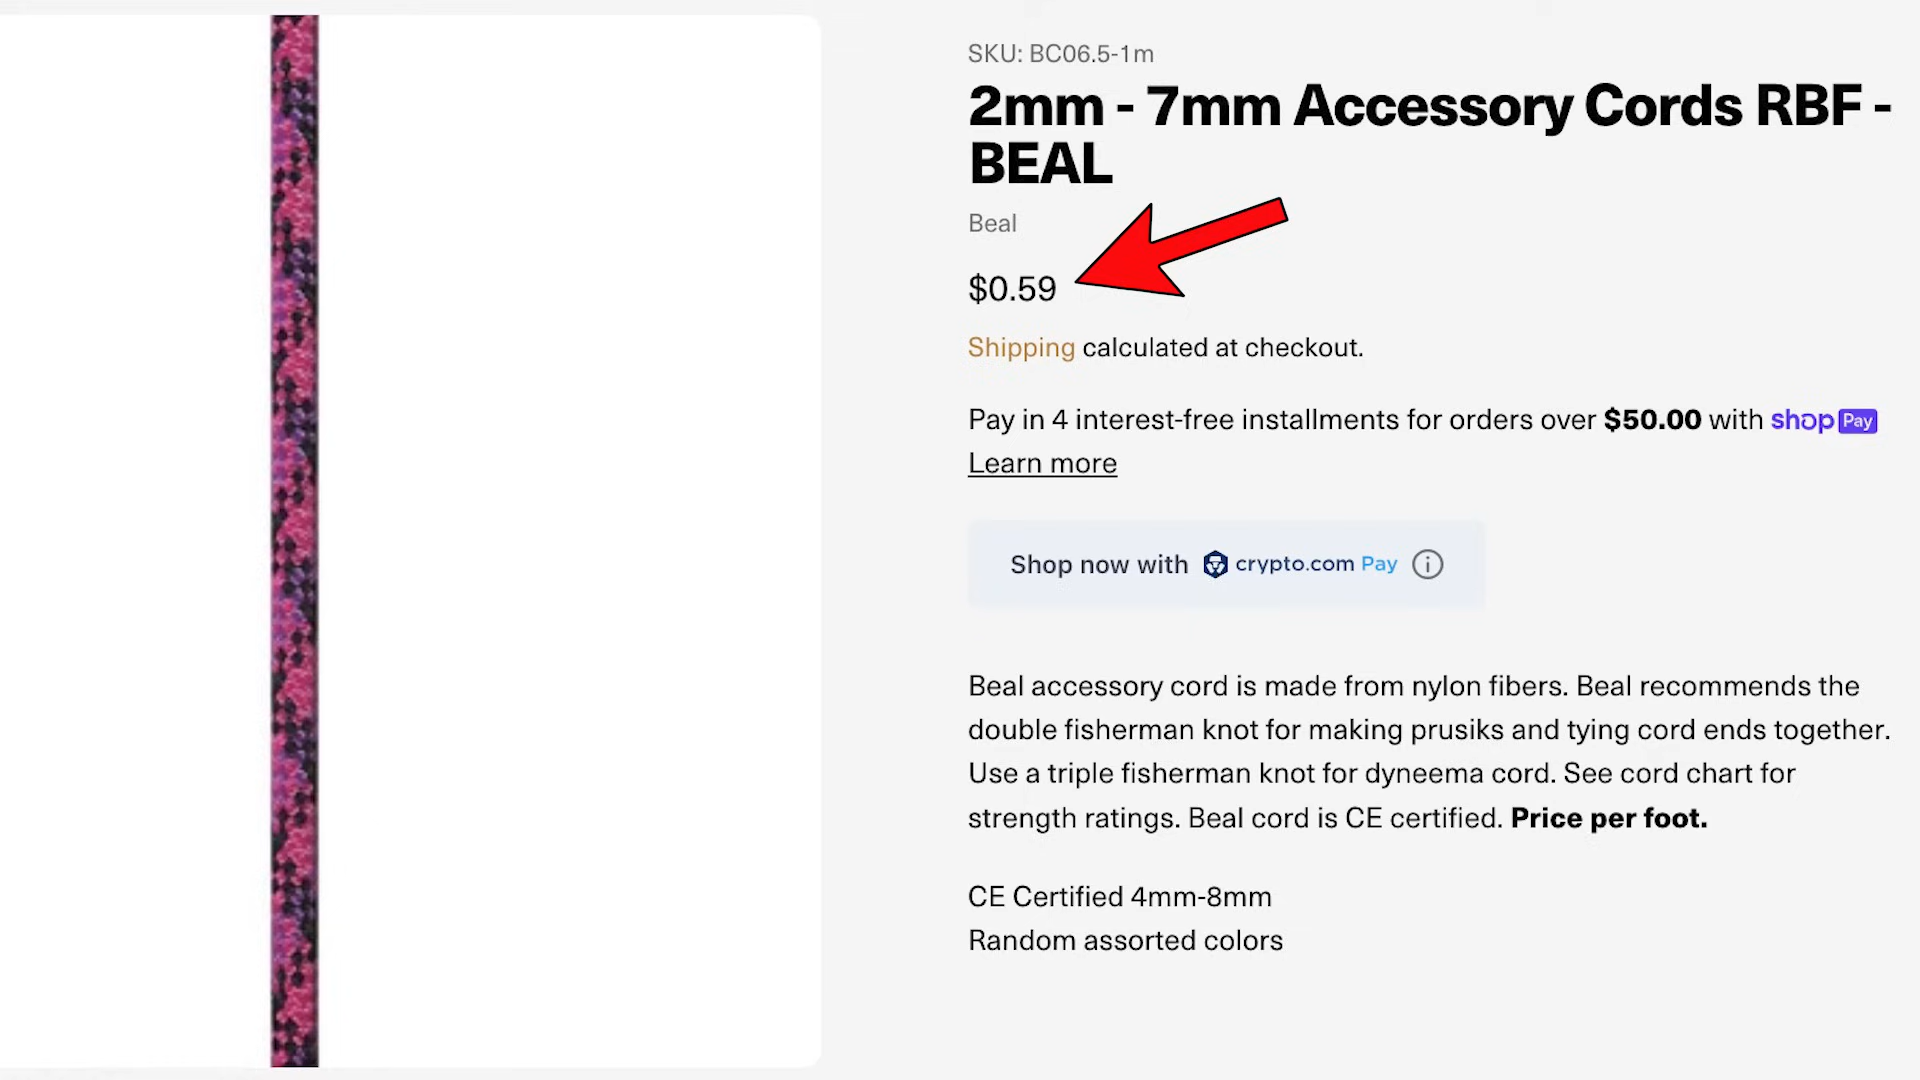 SKU: BC06.5-1m
2mm - 7mm Accessory Cords RBF -
BEAL
Beal
$0.59
Shipping calculated at checkout.
Pay in 4 interest-free installments for orders over $50.00 with shop Pay
Learn more
Shop now with crypto.com Pay
Beal accessory cord is made from nylon fibers. Beal recommends the
double fisherman knot for making prusiks and tying cord ends together.
Use a triple fisherman knot for dyneema cord. See cord chart for
strength ratings. Beal cord is CE certified. Price per foot.
CE Certified 4mm-8mm
Random assorted colors